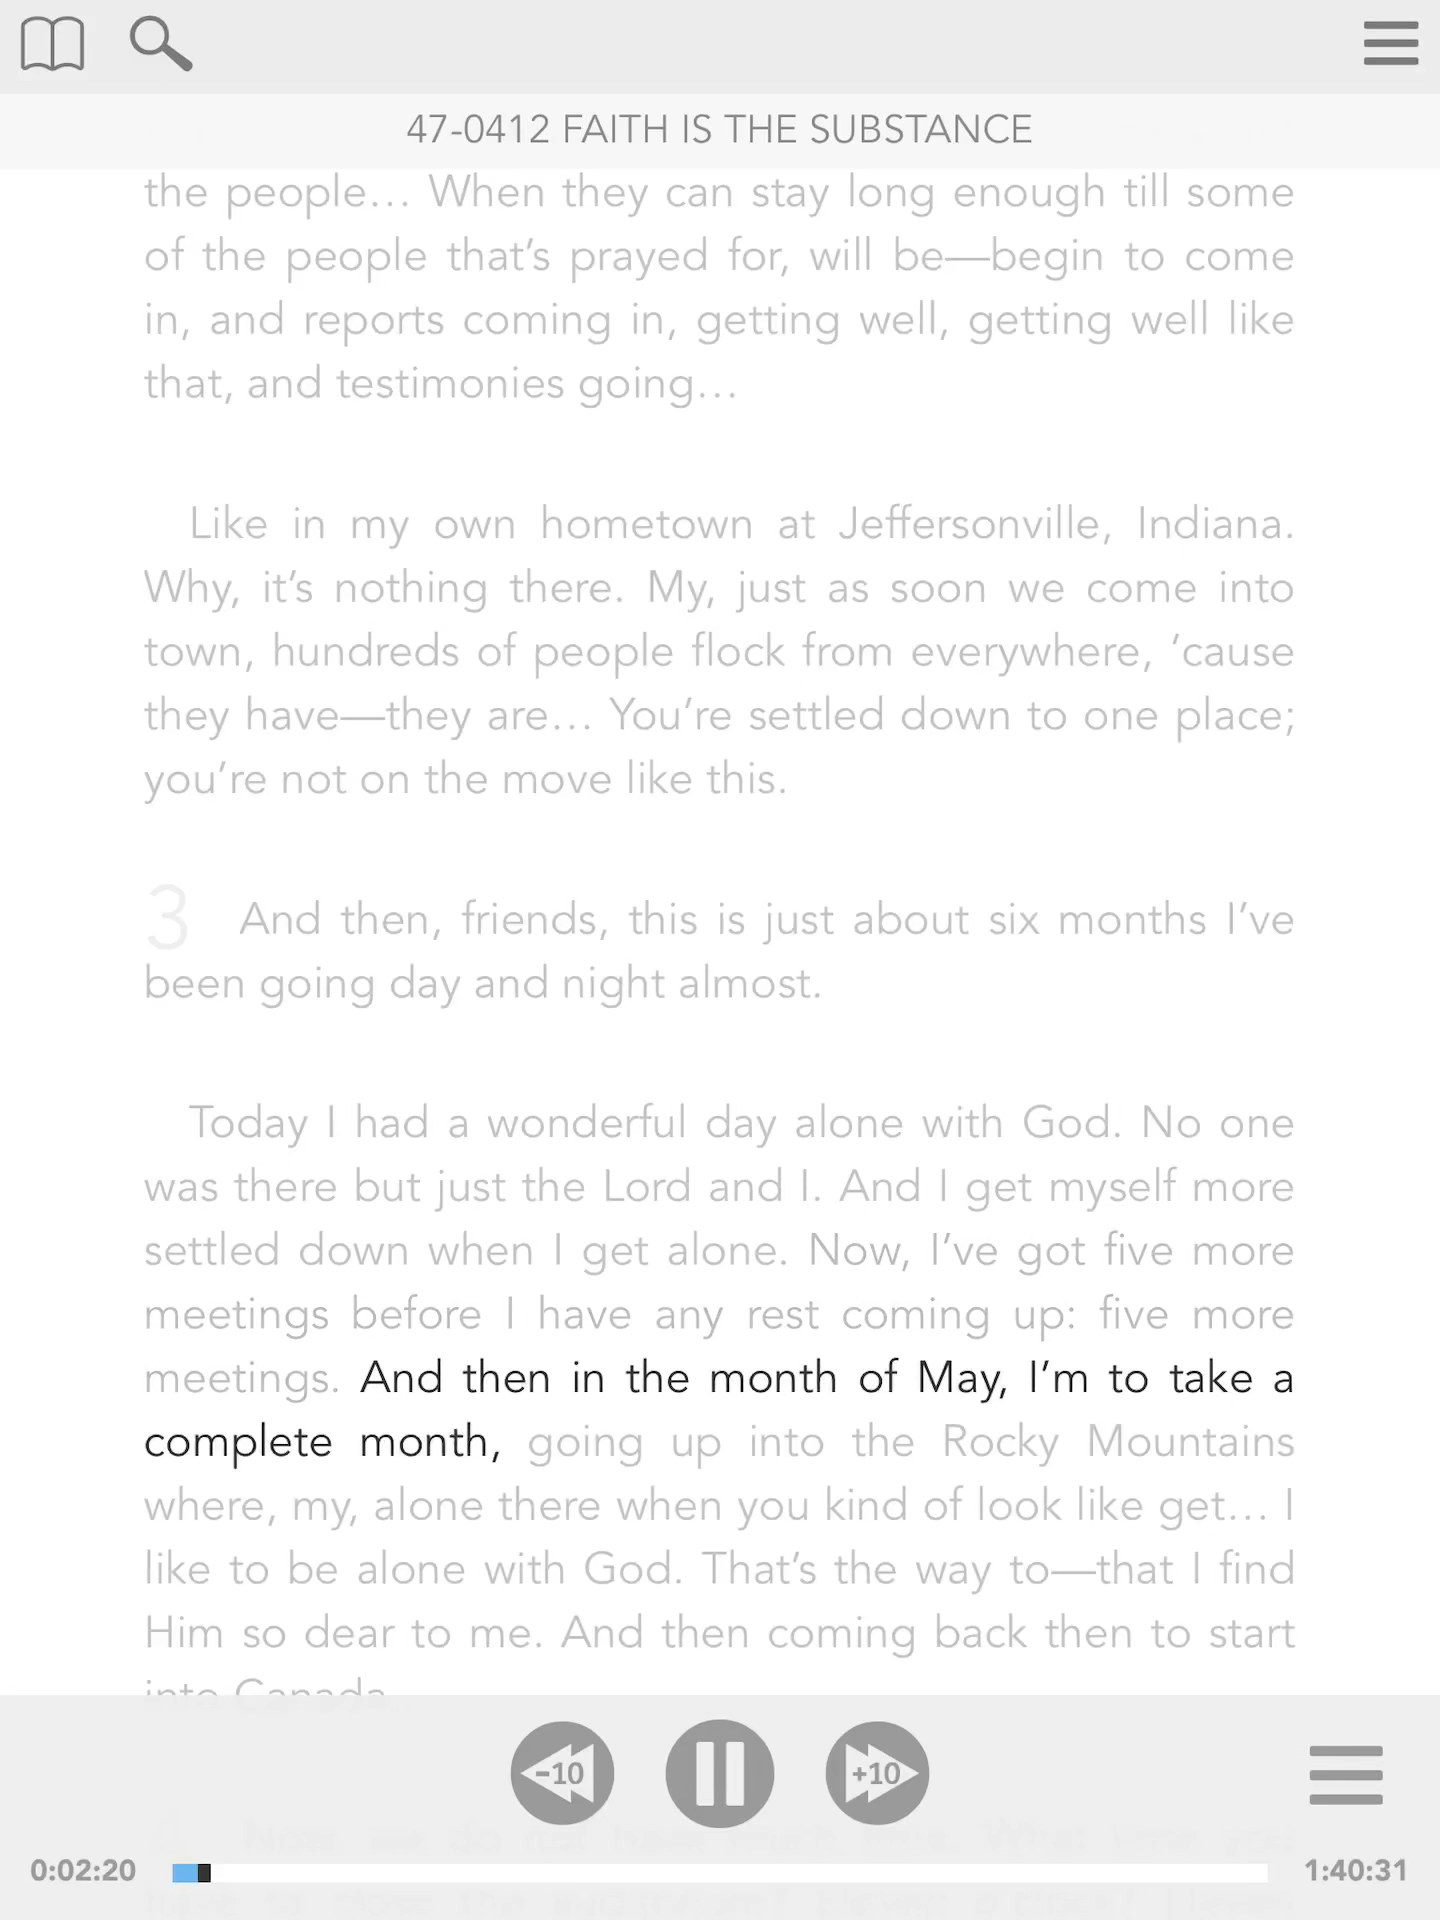 47-0412 FAITH IS THE SUBSTANCE
the people… When they can stay long enough till some
of the people that’s prayed for, will be—begin to come
in, and reports coming in, getting well, getting well like
that, and testimonies going…
Like in my own hometown at Jeffersonville, Indiana.
Why, it’s nothing there. My, just as soon we come into
town, hundreds of people flock from everywhere, ’cause
they have—they are… You’re settled down to one place;
you’re not on the move like this.
3 And then, friends, this is just about six months I’ve
been going day and night almost.
Today I had a wonderful day alone with God. No one
was there but just the Lord and I. And I get myself more
settled down when I get alone. Now, I’ve got five more
meetings before I have any rest coming up: five more
meetings. And then in the month of May, I’m to take a
complete month, going up into the Rocky Mountains
where, my, alone there when you kind of look like get… I
like to be alone with God. That’s the way to—that I find
Him so dear to me. And then coming back then to start
into Canada.
-10 +10
0:02:20 1:40:31